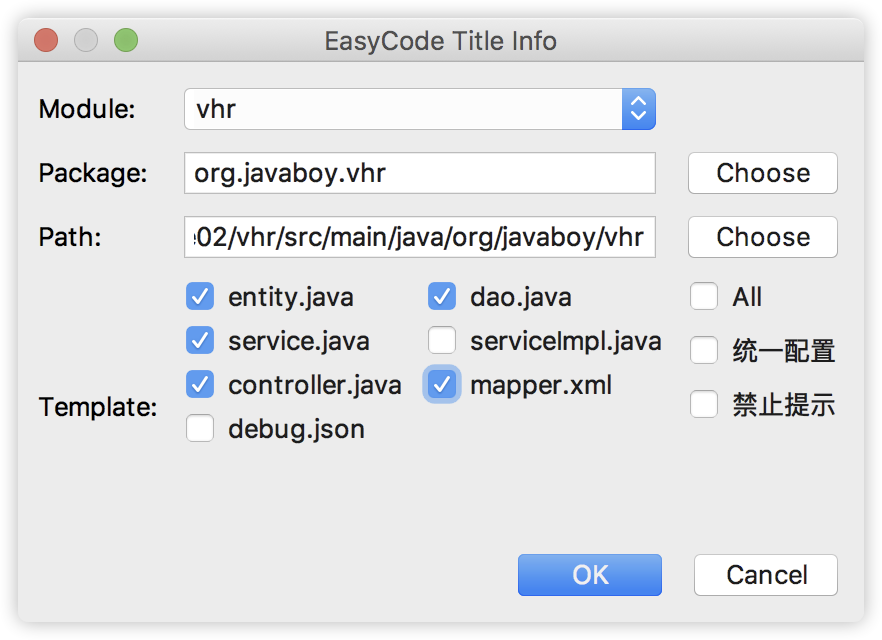 EasyCode Title Info
Module: vhr
Package: org.javaboy.vhr Choose
Path: e02/vhr/src/main/java/org/javaboy/vhr Choose
entity.java dao.java All
service.java serviceImpl.java 统一配置
controller.java mapper.xml 禁止提示
Template:
debug.json
OK Cancel